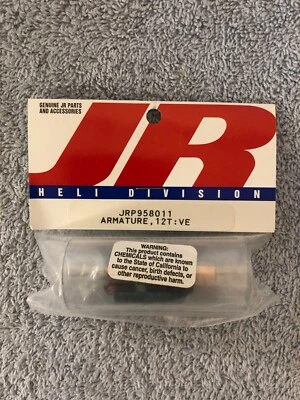 GENUINE JR PARTS
AND ACCESSORIES
JR
HELI DIVISION
JRP958011
ARMATURE,12T:VE
WARNING:
This product contains
CHEMICALS which are known
to the State of California to
cause cancer, birth defects, or
other reproductive harm.